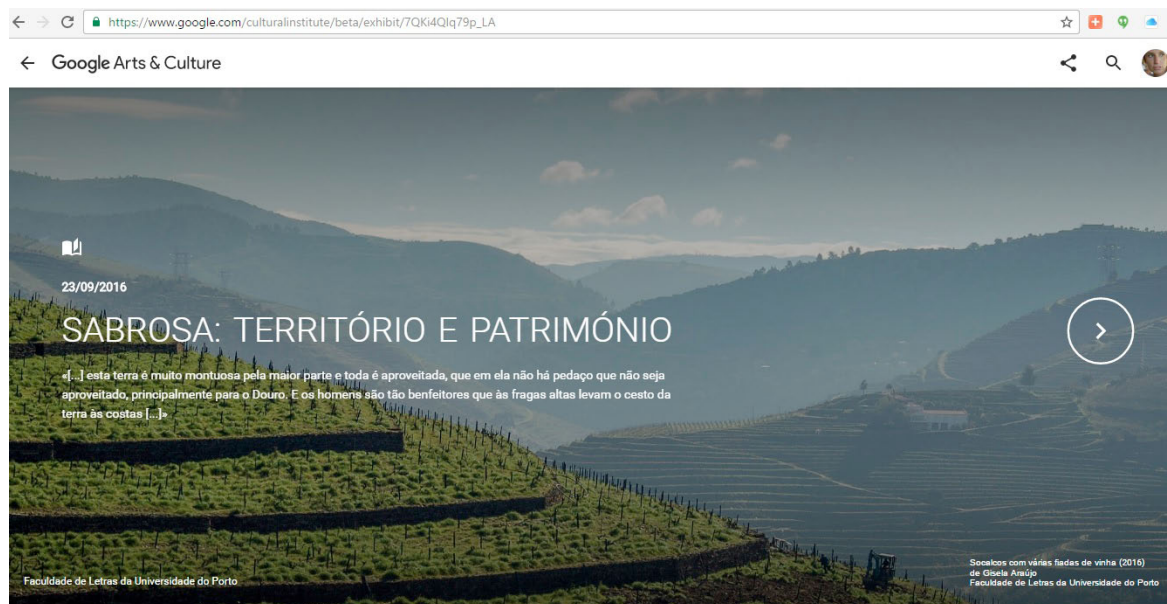 https://www.google.com/culturalinstitute/beta/exhibit/7QKi4Qlq79p_LA
Google Arts & Culture
23/09/2016
SABROSA: TERRITÓRIO E PATRIMÓNIO
«[...] esta terra é muito montuosa pela maior parte e toda é aproveitada, que em ela não há pedaço que não seja
aproveitado, principalmente para o Douro. E os homens são tão benfeitores que às fragas altas levam o cesto da
terra às costas [...]»
Faculdade de Letras da Universidade do Porto
Socalcos com várias fiadas de vinha (2016)
de Gisela Araújo
Faculdade de Letras da Universidade do Porto